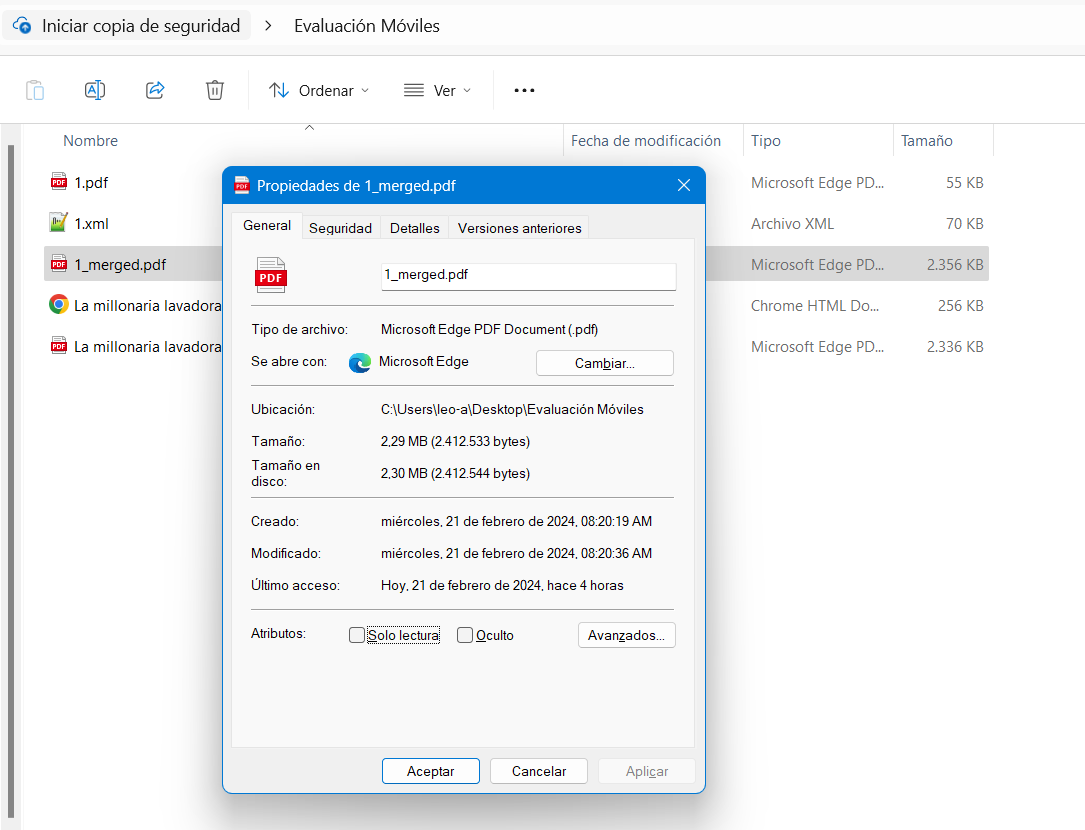 Iniciar copia de seguridad > Evaluación Móviles
Ordenar Ver
Nombre Fecha de modificación Tipo Tamaño
1.pdf Microsoft Edge PD... 55 KB
1.xml Archivo XML 70 KB
1_merged.pdf Microsoft Edge PD... 2.356 KB
La millonaria lavadora Chrome HTML Do... 256 KB
La millonaria lavadora Microsoft Edge PD... 2.336 KB
PDF Propiedades de 1_merged.pdf
General Seguridad Detalles Versiones anteriores
PDF 1_merged.pdf
Tipo de archivo: Microsoft Edge PDF Document (.pdf)
Se abre con: Microsoft Edge Cambiar...
Ubicación: C:\Users\leo-a\Desktop\Evaluación Móviles
Tamaño: 2,29 MB (2.412.533 bytes)
Tamaño en disco: 2,30 MB (2.412.544 bytes)
Creado: miércoles, 21 de febrero de 2024, 08:20:19 AM
Modificado: miércoles, 21 de febrero de 2024, 08:20:36 AM
Último acceso: Hoy, 21 de febrero de 2024, hace 4 horas
Atributos: Solo lectura Oculto Avanzados...
Aceptar Cancelar Aplicar